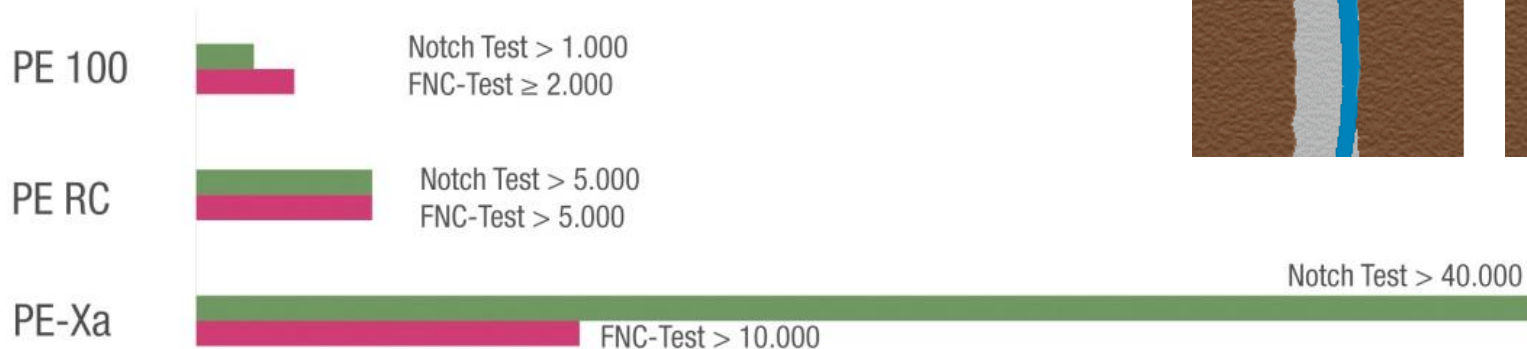 PE 100
Notch Test > 1.000
FNC-Test ≥ 2.000
PE RC
Notch Test > 5.000
FNC-Test > 5.000
PE-Xa
Notch Test > 40.000
FNC-Test > 10.000